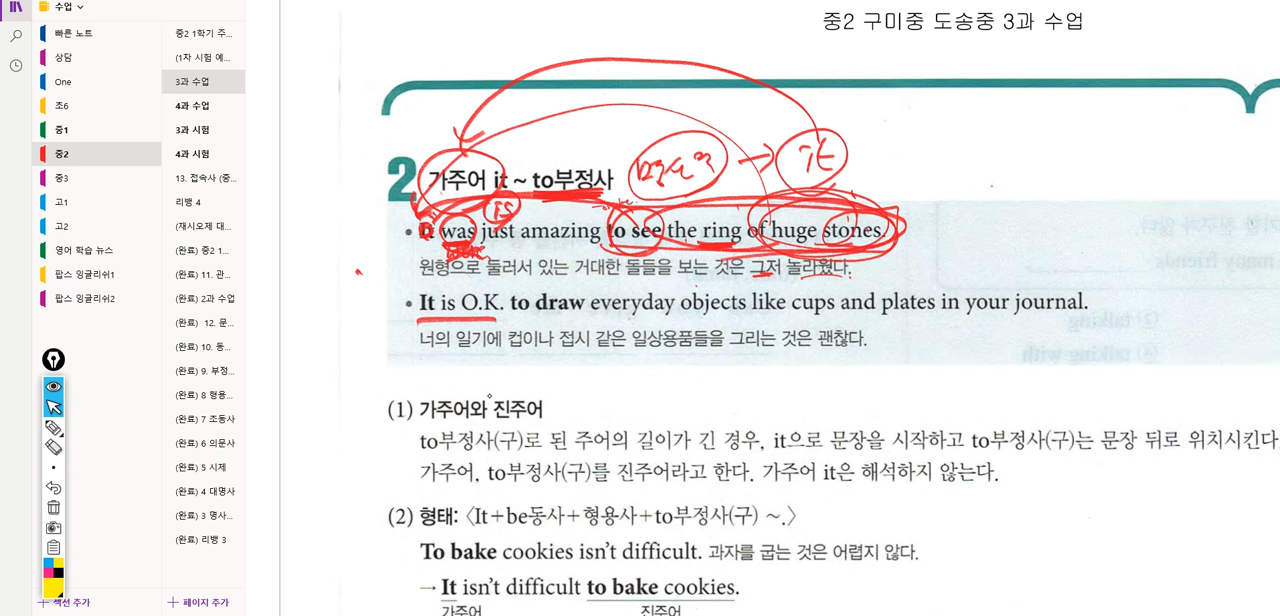 수업
빠른 노트
상담
One
초6
중1
중2
중3
고1
고2
영어 학습 뉴스
팝스 잉글리쉬1
팝스 잉글리쉬2
섹션 추가
중2 1학기 주...
(1차 시험 예...
3과 수업
4과 수업
3과 시험
4과 시험
13. 접속사 (중...
리뱅 4
(재시오제 대...
(완료) 중2 1...
(완료) 11. 관...
(완료) 2과 수업
(완료) 12. 문...
(완료) 10. 동...
(완료) 9. 부정...
(완료) 8 형용...
(완료) 7 조동사
(완료) 6 의문사
(완료) 5 시제
(완료) 4 대명사
(완료) 3 명사...
(완료) 리뱅 3
페이지 추가
중2 구미중 도송중 3과 수업
2 가주어 it ~ to부정사
• It was just amazing to see the ring of huge stones.
원형으로 둘러서 있는 거대한 돌들을 보는 것은 그저 놀라웠다.
• It is O.K. to draw everyday objects like cups and plates in your journal.
너의 일기에 컵이나 접시 같은 일상용품들을 그리는 것은 괜찮다.
(1) 가주어와 진주어
to부정사(구)로 된 주어의 길이가 긴 경우, it으로 문장을 시작하고 to부정사(구)는 문장 뒤로 위치시킨다
가주어, to부정사(구)를 진주어라고 한다. 가주어 it은 해석하지 않는다.
(2) 형태: 〈It+be동사+형용사+to부정사(구) ~.〉
To bake cookies isn't difficult. 과자를 굽는 것은 어렵지 않다.
→ It isn't difficult to bake cookies.
가주어 진주어